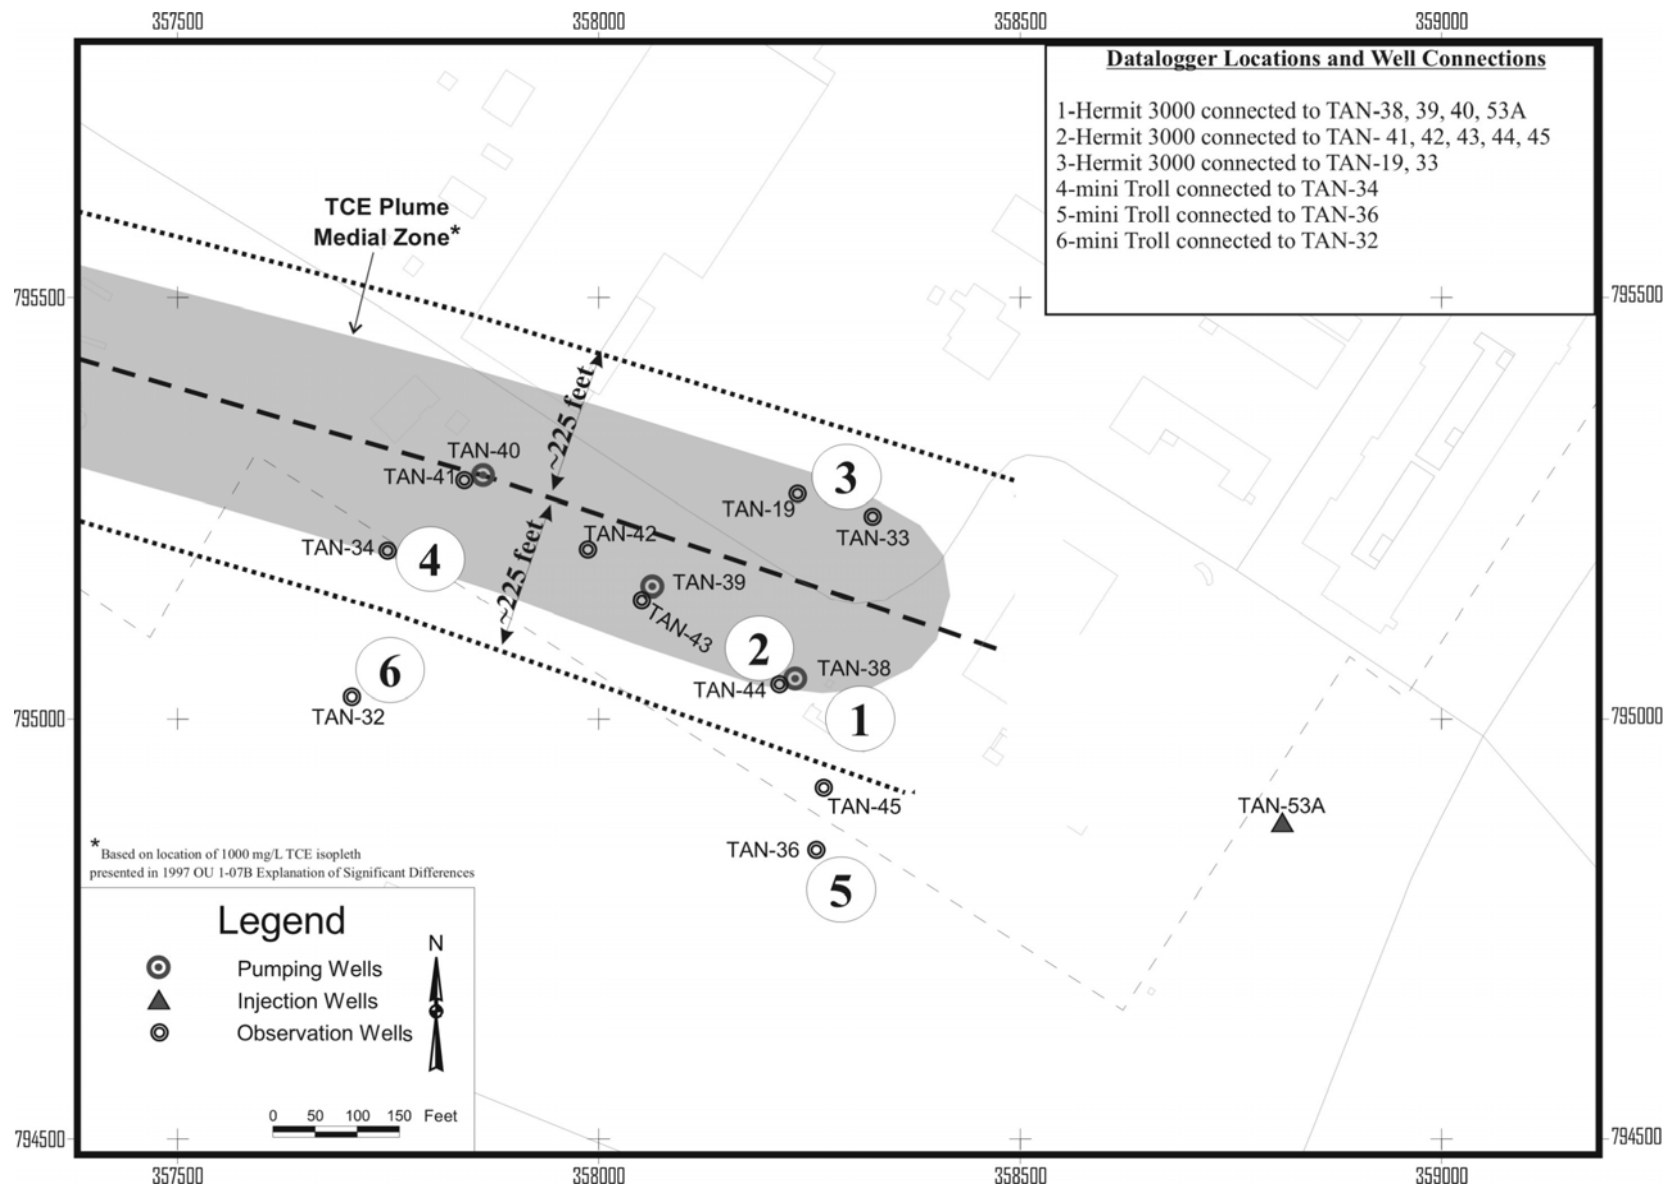 357500
358000
358500
359000
Datalogger Locations and Well Connections
1-Hermit 3000 connected to TAN-38, 39, 40, 53A
2-Hermit 3000 connected to TAN- 41, 42, 43, 44, 45
3-Hermit 3000 connected to TAN-19, 33
4-mini Troll connected to TAN-34
5-mini Troll connected to TAN-36
6-mini Troll connected to TAN-32
TCE Plume
Medial Zone*
795500
795500
~225 feet
TAN-40
TAN-41
3
TAN-19
TAN-33
TAN-42
TAN-34
4
~225 feet
TAN-39
TAN-43
2
TAN-38
6
TAN-44
TAN-32
1
795000
795000
TAN-45
TAN-53A
TAN-36
5
*Based on location of 1000 mg/L TCE isopleth
presented in 1997 OU 1-07B Explanation of Significant Differences
Legend
N
Pumping Wells
Injection Wells
Observation Wells
0 50 100 150 Feet
794500
794500
357500
358000
358500
359000